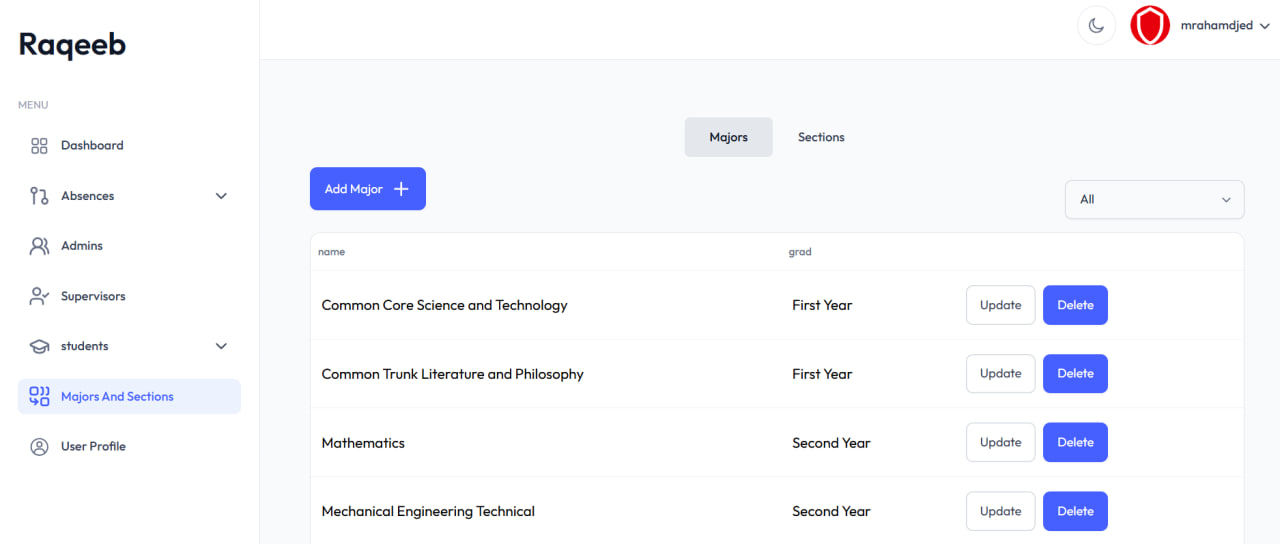 Raqeeb
mrahamdjed
MENU
Dashboard
Absences
Admins
Supervisors
students
Majors And Sections
User Profile
Majors Sections
Add Major
All
name grad
Common Core Science and Technology First Year Update Delete
Common Trunk Literature and Philosophy First Year Update Delete
Mathematics Second Year Update Delete
Mechanical Engineering Technical Second Year Update Delete